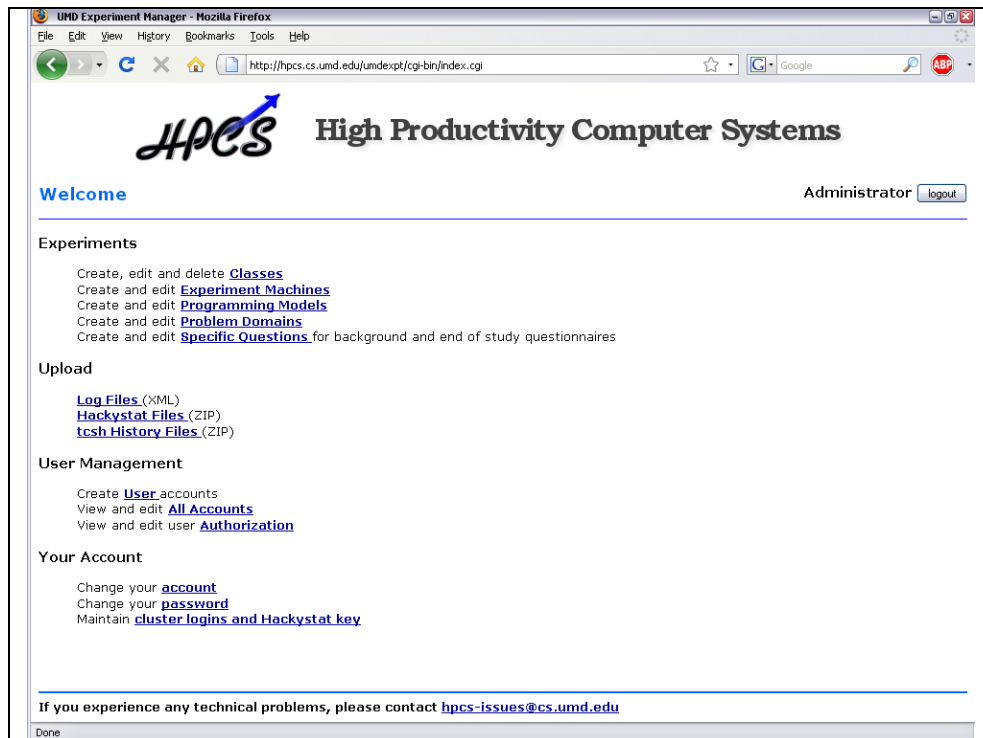 UMD Experiment Manager - Mozilla Firefox
File Edit View History Bookmarks Tools Help
http://hpcs.cs.umd.edu/umdexpt/cgi-bin/index.cgi G Google ABP
HPCS High Productivity Computer Systems
Welcome Administrator logout
Experiments
Create, edit and delete Classes
Create and edit Experiment Machines
Create and edit Programming Models
Create and edit Problem Domains
Create and edit Specific Questions for background and end of study questionnaires
Upload
Log Files (XML)
Hackystat Files (ZIP)
tcsh History Files (ZIP)
User Management
Create User accounts
View and edit All Accounts
View and edit user Authorization
Your Account
Change your account
Change your password
Maintain cluster logins and Hackystat key
If you experience any technical problems, please contact hpcs-issues@cs.umd.edu
Done